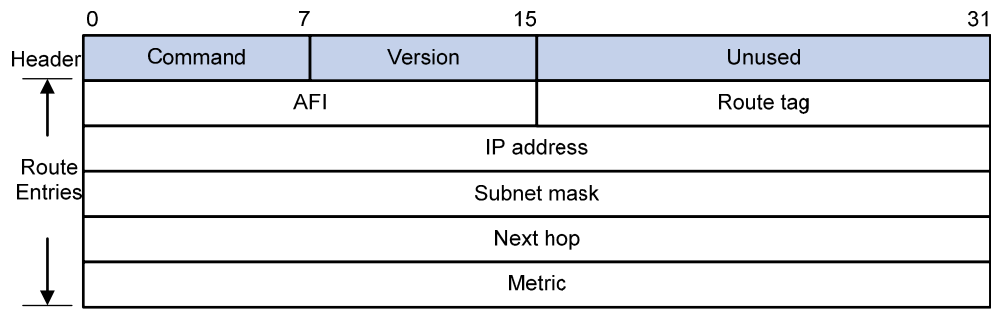 0 7 15 31
Header Command Version Unused
AFI Route tag
IP address
Route
Entries
Subnet mask
Next hop
Metric